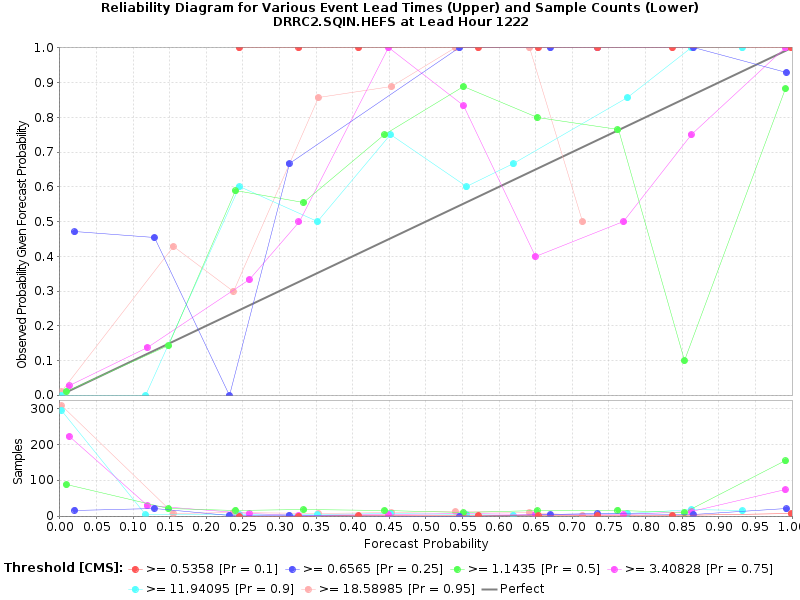 Reliability Diagram for Various Event Lead Times (Upper) and Sample Counts (Lower)
DRRC2.SQIN.HEFS at Lead Hour 1222
Observed Probability Given Forecast Probability
1.0
0.9
0.8
0.7
0.6
0.5
0.4
0.3
0.2
0.1
0.0
Samples
300
200
100
0
0.00 0.05 0.10 0.15 0.20 0.25 0.30 0.35 0.40 0.45 0.50 0.55 0.60 0.65 0.70 0.75 0.80 0.85 0.90 0.95 1.0
Forecast Probability
Threshold [CMS]: >= 0.5358 [Pr = 0.1] >= 0.6565 [Pr = 0.25] >= 1.1435 [Pr = 0.5] >= 3.40828 [Pr = 0.75]
>= 11.94095 [Pr = 0.9] >= 18.58985 [Pr = 0.95] Perfect